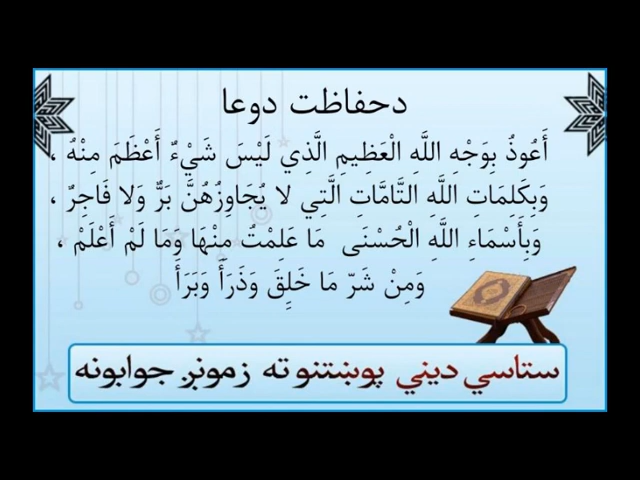 دحفاظت دوعا
أَعُوذُ بِوَجْهِ اللَّهِ الْعَظِيمِ الَّذِي لَيْسَ شَيْءٌ أَعْظَمَ مِنْهُ ،
وَبِكَلِمَاتِ اللَّهِ التَّامَّاتِ الَّتِي لا يُجَاوِزُهُنَّ بَرٌّ وَلا فَاجِرٌ ،
وَبِأَسْمَاءِ اللَّهِ الْحُسْنَى مَا عَلِمْتُ مِنْهَا وَمَا لَمْ أَعْلَمْ ،
وَمِنْ شَرّ مَا خَلِقَ وَذَرَأَ وَبَرَأَ
ستاسي ديني پوښتنو ته زمونږ جوابونه